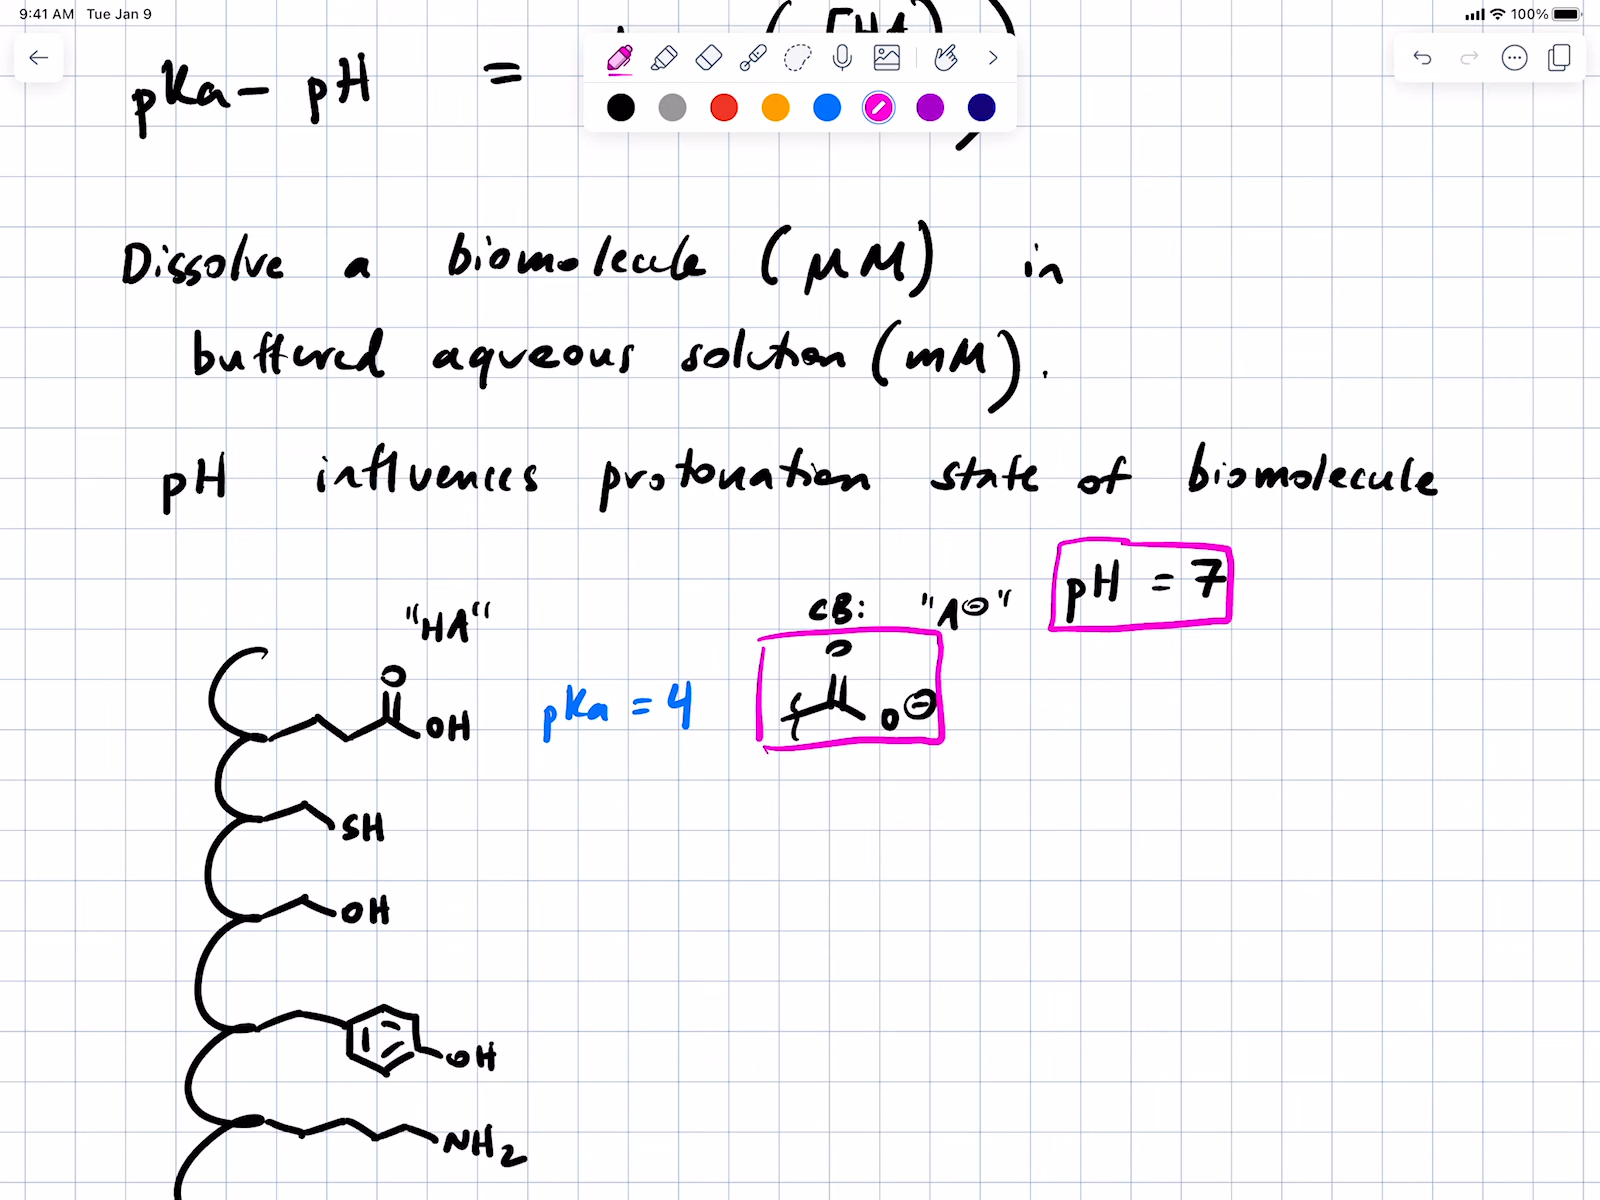 9:41 AM Tue Jan 9
100%
([HA])
pKa - pH =
Dissolve a biomolecule (μM) in
buffered aqueous solution (mM).
pH influences protonation state of biomolecule
pH = 7
"HA"
CB: "A⊖"
O
OH
pKa = 4
O
O⊖
SH
OH
OH
NH2